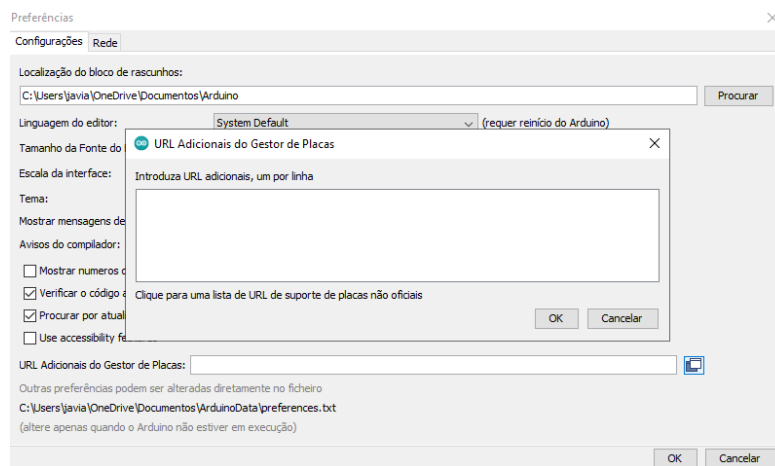 Preferências
Configurações Rede
Localização do bloco de rascunhos:
C:\Users\javia\OneDrive\Documentos\Arduino Procurar
Linguagem do editor: System Default (requer reinício do Arduino)
Tamanho da Fonte do
URL Adicionais do Gestor de Placas
Escala da interface:
Introduza URL adicionais, um por linha
Tema:
Mostrar mensagens de
Avisos do compilador:
Mostrar numeros
Verificar o código
Clique para uma lista de URL de suporte de placas não oficiais
Procurar por
OK Cancelar
Use accessibility
URL Adicionais do Gestor de Placas:
Outras preferências podem ser alteradas diretamente no ficheiro
C:\Users\javia\OneDrive\Documentos\ArduinoData\preferences.txt
(altere apenas quando o Arduino não estiver em execução)
OK Cancelar